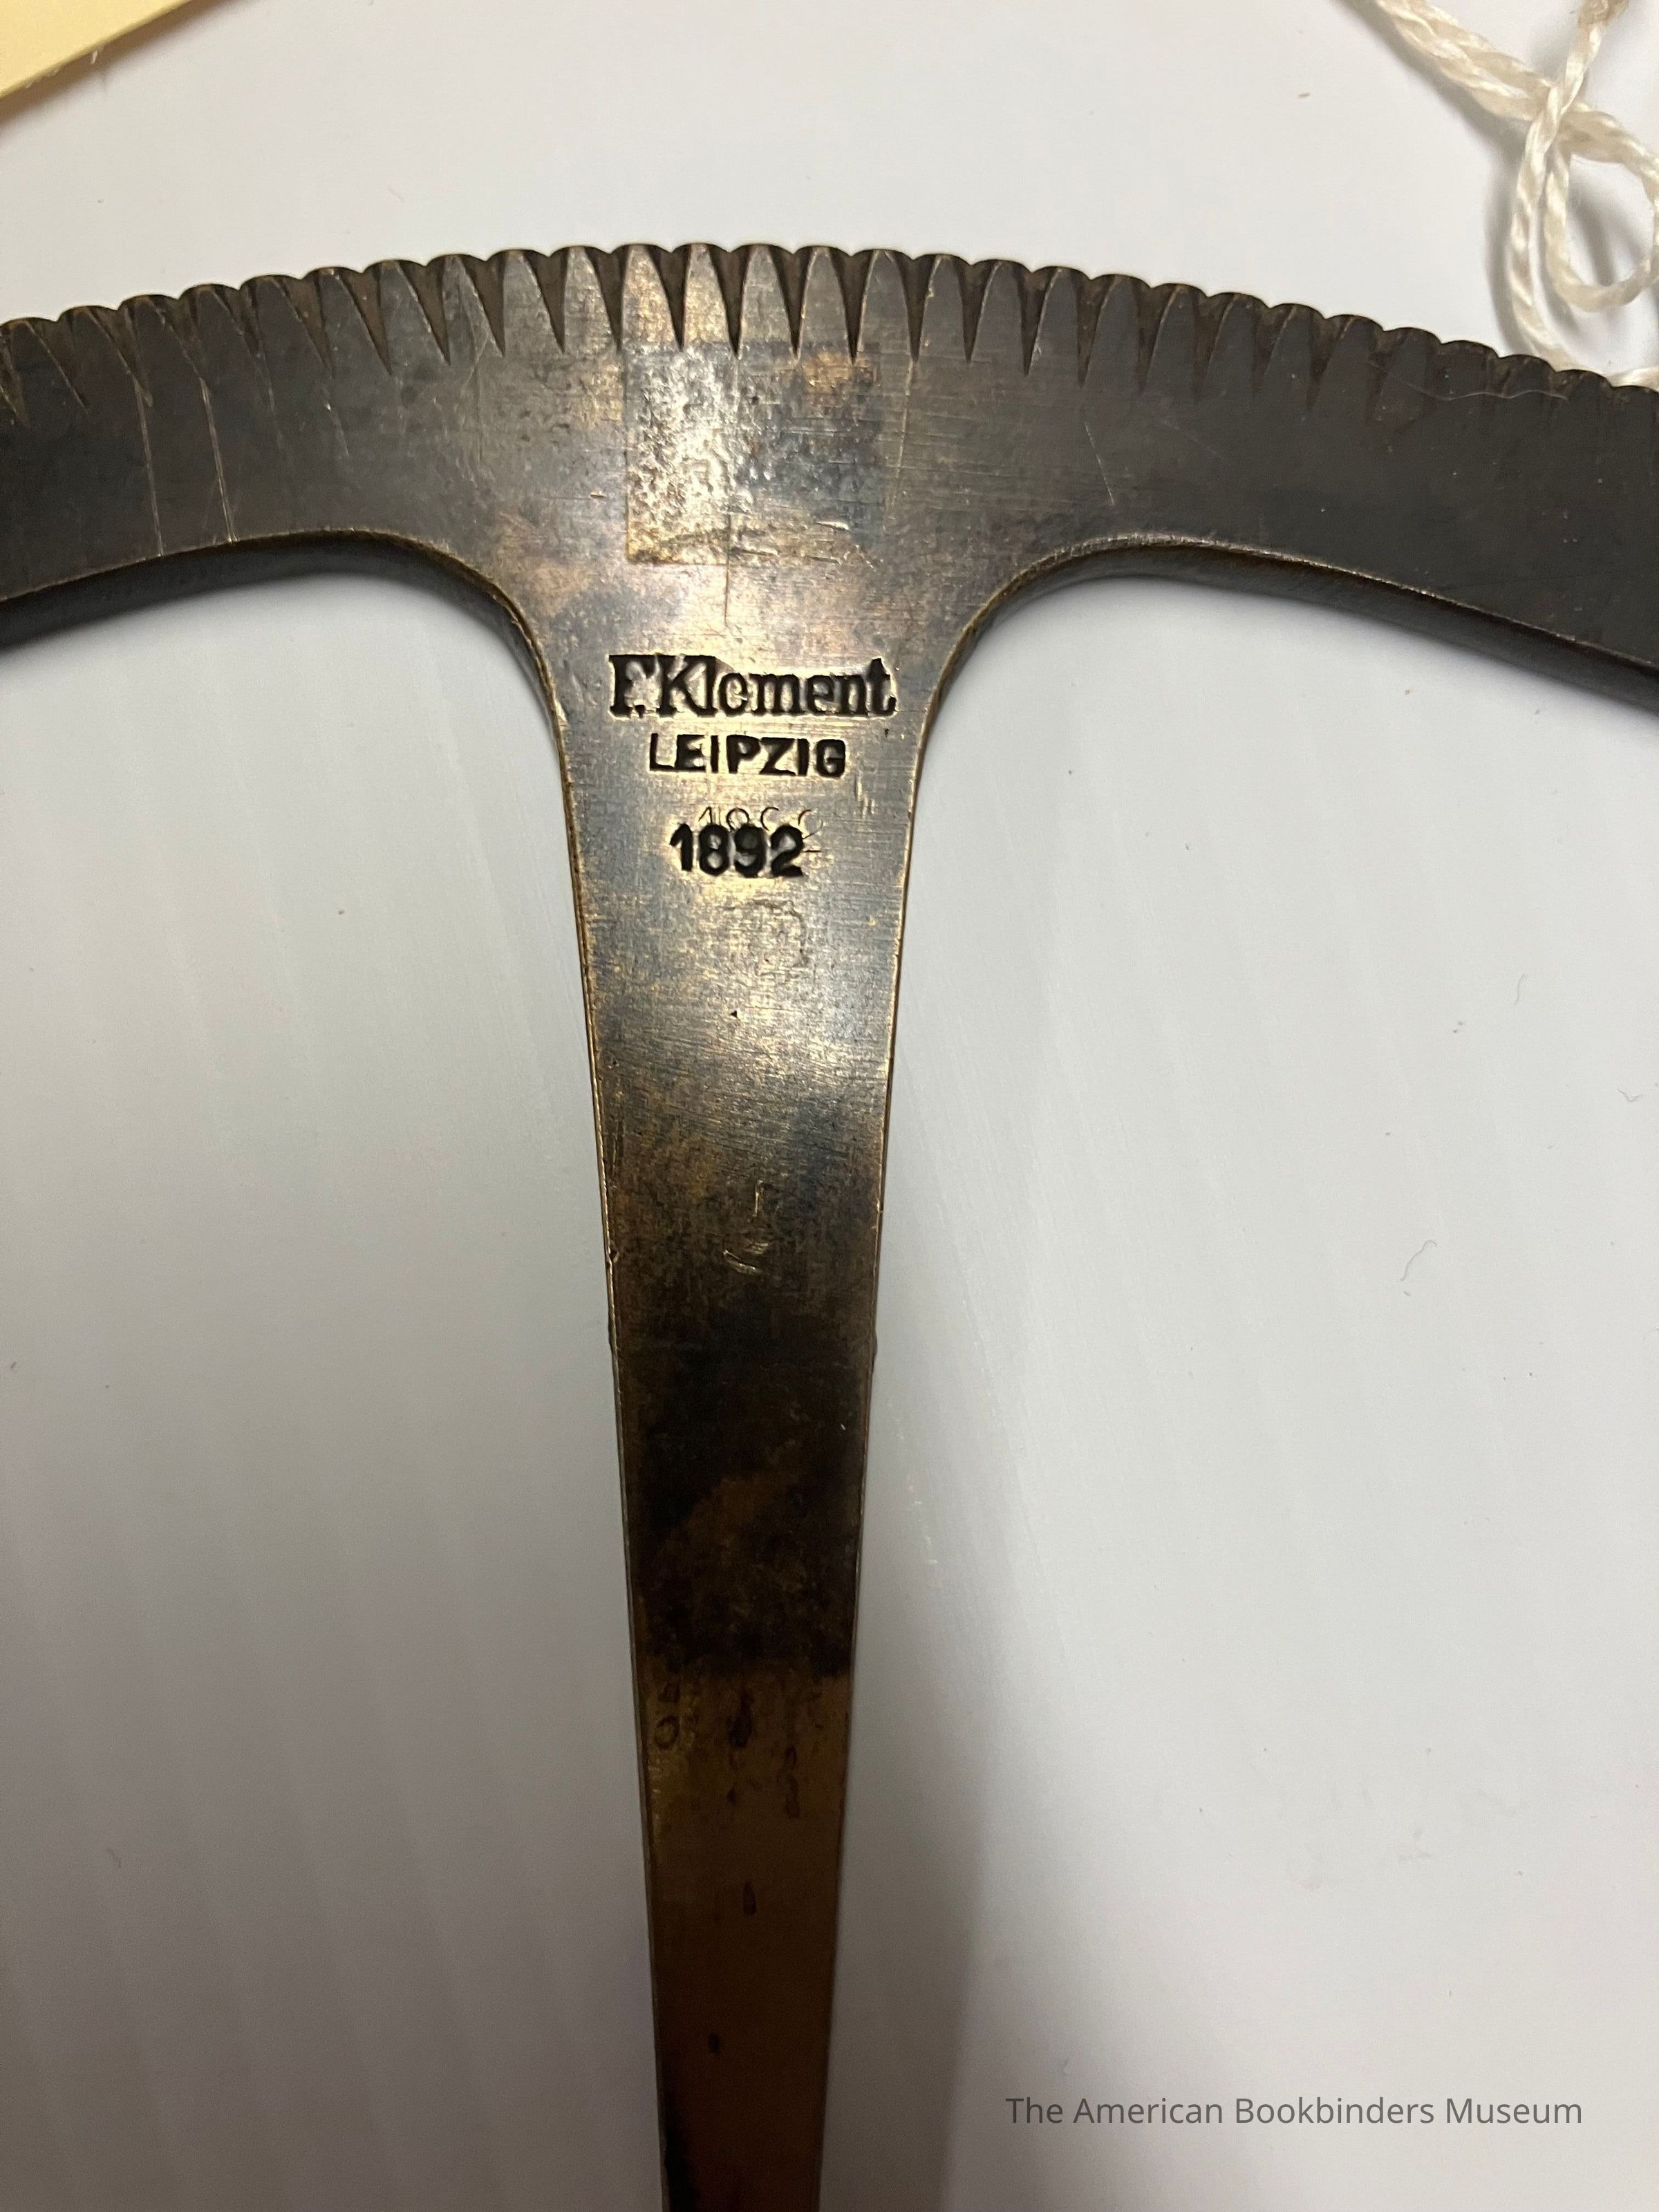 F. Klement
LEIPZIG
1892
The American Bookbinders Museum